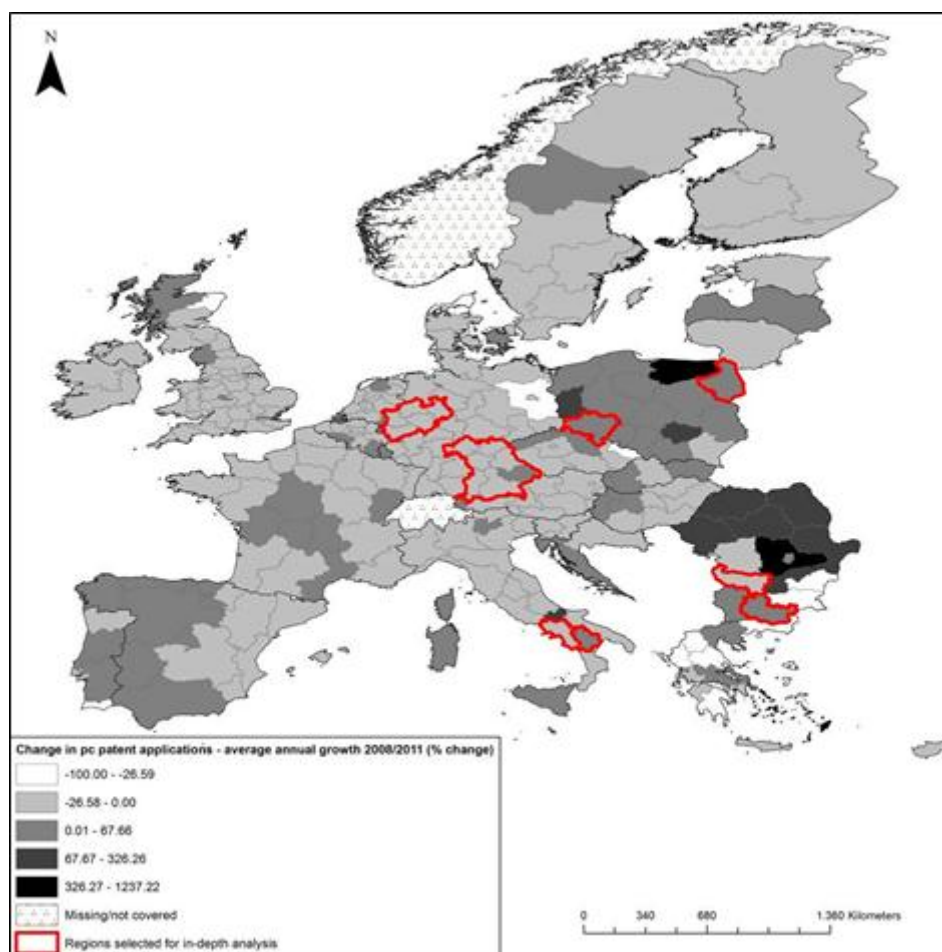 N
Change in pc patent applications - average annual growth 2008/2011 (% change)
-100.00 - -26.59
-26.58 - 0.00
0.01 - 67.66
67.67 - 326.26
326.27 - 1237.22
Missing/not covered
Regions selected for in-depth analysis
0 340 680 1.360 Kilometers